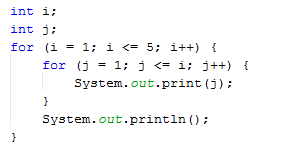 int i;
int j;
for (i = 1; i <= 5; i++) {
    for (j = 1; j <= i; j++) {
        System.out.print(j);
    }
    System.out.println();
}